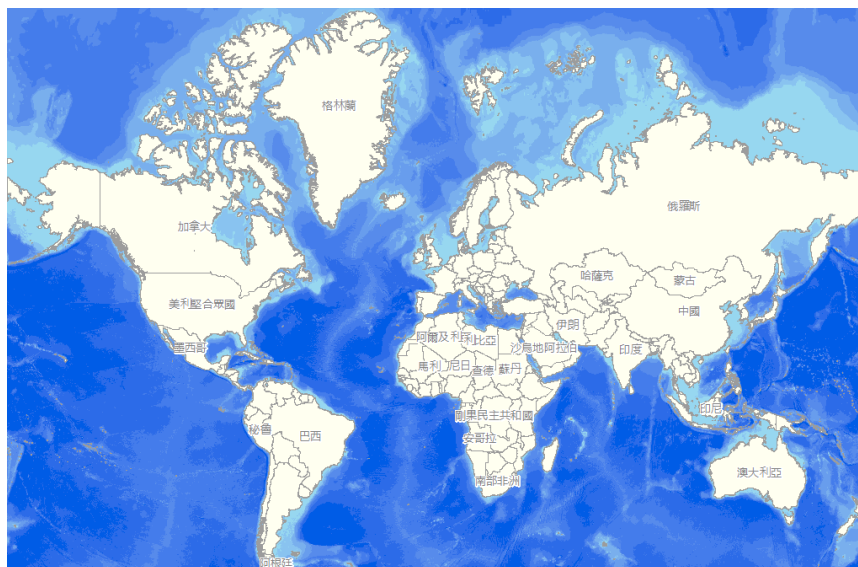 格林蘭
俄羅斯
加拿大
哈薩克
蒙古
美利堅合眾國
中國
伊朗
阿爾及利
利比亞
墨西哥
沙烏地阿拉伯
印度
馬利
尼日
查德
蘇丹
印尼
剛果民主共和國
秘魯
巴西
安哥拉
澳大利亞
南部非洲
阿根廷